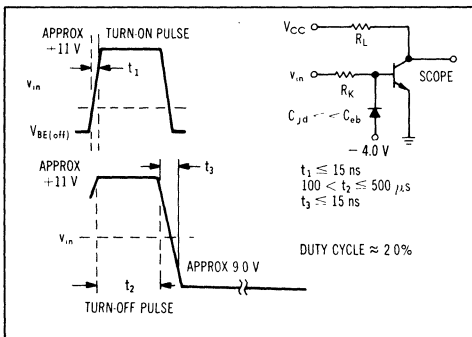 APPROX
+11 V
TURN-ON PULSE
t₁
Vin
VBE(off)
APPROX
+11 V
t₃
Vin
APPROX 9 0 V
t₂
TURN-OFF PULSE
VCC
RL
SCOPE
Vin
RK
Cjd << Ceb
− 4.0 V
t₁ ≤ 15 ns
100 < t₂ ≤ 500 μs
t₃ ≤ 15 ns
DUTY CYCLE ≈ 2 0%